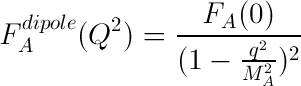 F_A^{dipole}(Q^2) = \frac{F_A(0)}{(1 - \frac{q^2}{M_A^2})^2}